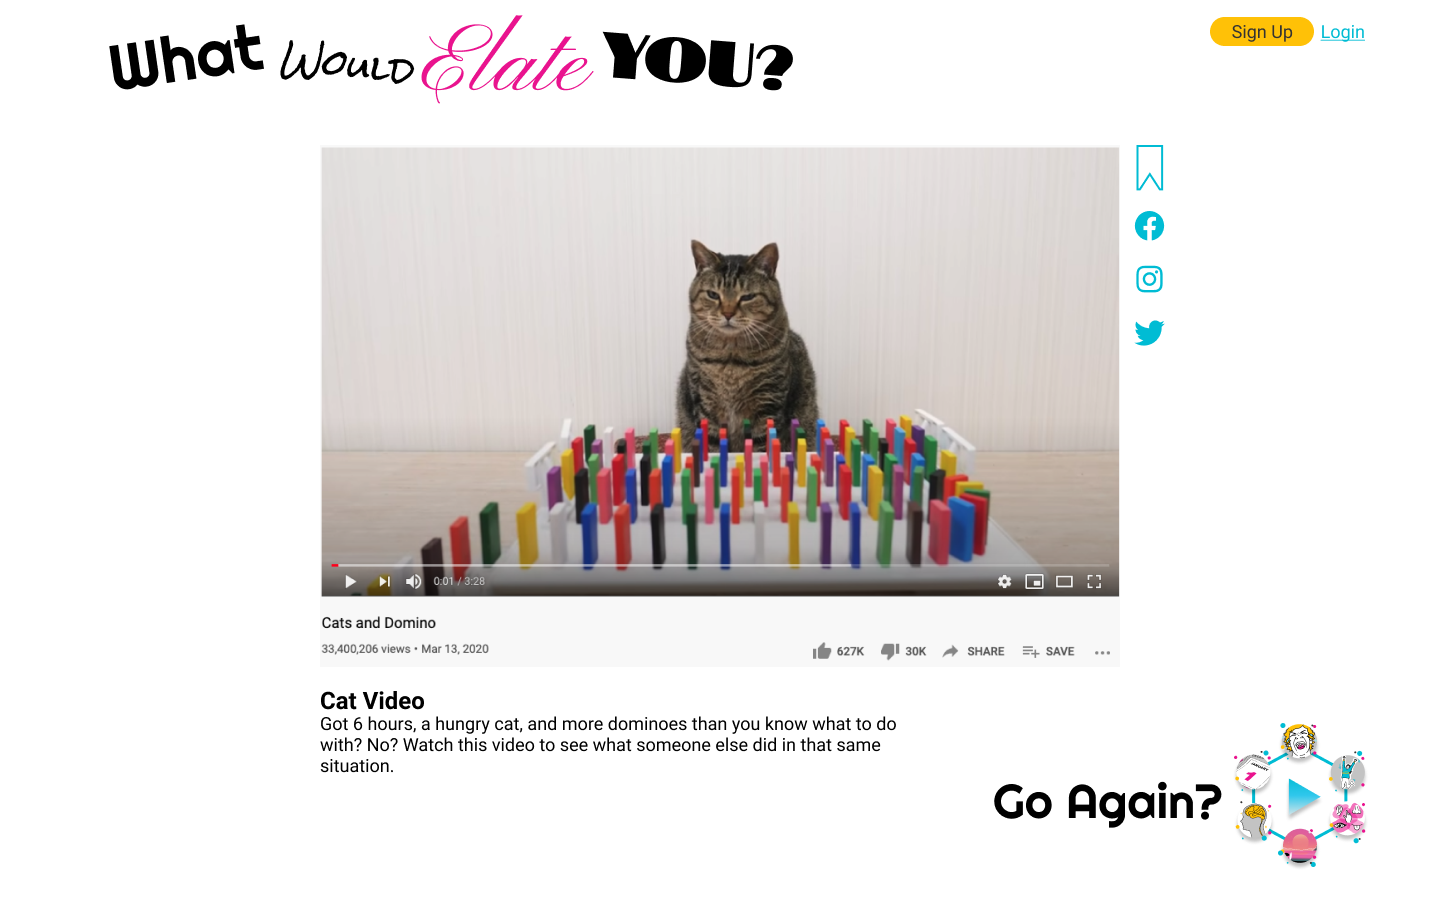 What Would Elate YOU?
Sign Up Login
0:01 / 3:28
Cats and Domino
33,400,206 views • Mar 13, 2020
627K 30K SHARE SAVE
Cat Video
Got 6 hours, a hungry cat, and more dominoes than you know what to do
with? No? Watch this video to see what someone else did in that same
situation.
JANUARY
1
Go Again?